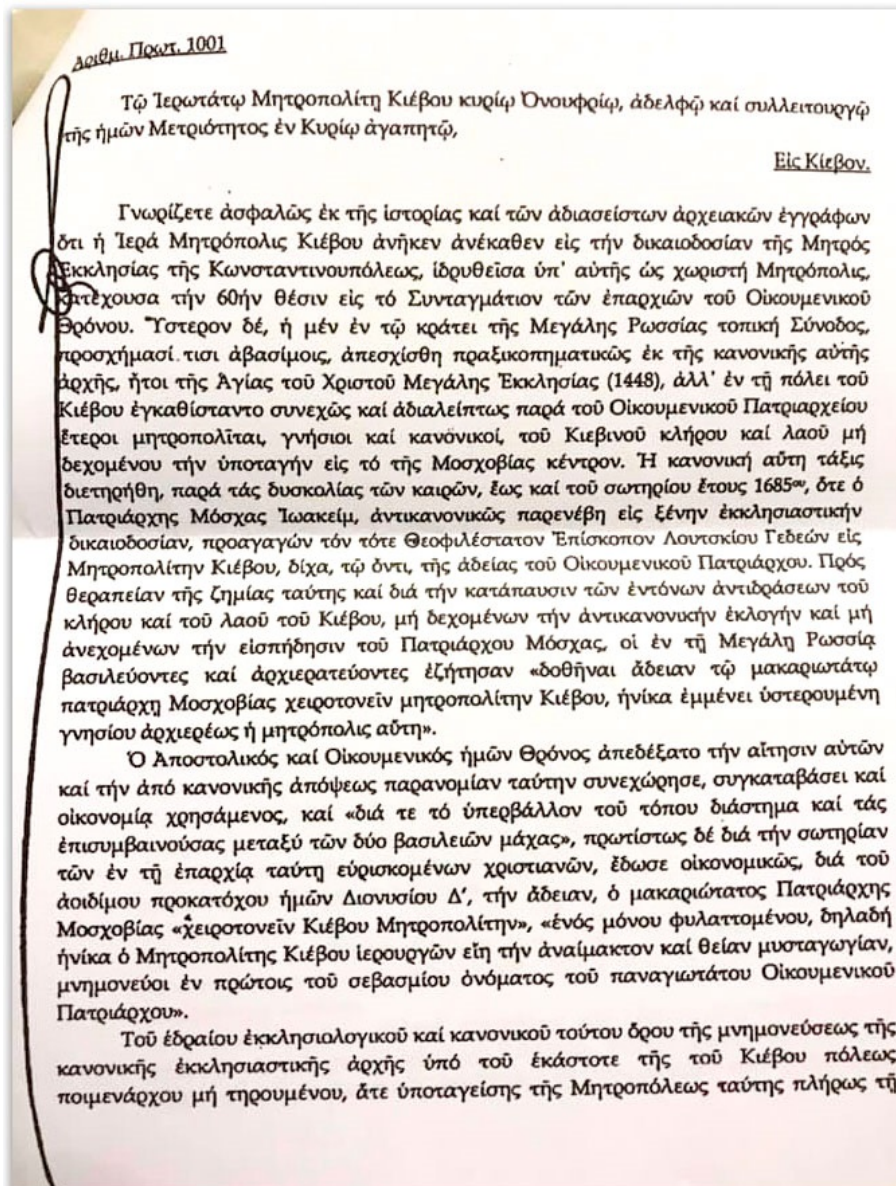 Ἀριθμ. Πρωτ. 1001
Τῷ Ἱερωτάτῳ Μητροπολίτῃ Κιέβου κυρίῳ Ὀνουφρίῳ, ἀδελφῷ καί συλλειτουργῷ
τῆς ἡμῶν Μετριότητος ἐν Κυρίῳ ἀγαπητῷ,
Εἰς Κίεβον.
Γνωρίζετε ἀσφαλῶς ἐκ τῆς ἱστορίας καί τῶν ἀδιασείστων ἀρχειακῶν ἐγγράφων
ὅτι ἡ Ἱερά Μητρόπολις Κιέβου ἀνῆκεν ἀνέκαθεν εἰς τήν δικαιοδοσίαν τῆς Μητρός
Ἐκκλησίας τῆς Κωνσταντινουπόλεως, ἱδρυθεῖσα ὑπ' αὐτῆς ὡς χωριστή Μητρόπολις,
κατέχουσα τήν 60ήν θέσιν εἰς τό Συνταγμάτιον τῶν ἐπαρχιῶν τοῦ Οἰκουμενικοῦ
Θρόνου. Ὕστερον δέ, ἡ μέν ἐν τῷ κράτει τῆς Μεγάλης Ρωσσίας τοπική Σύνοδος,
προσχήμασί τισι ἀβασίμοις, ἀπεσχίσθη πραξικοπηματικῶς ἐκ τῆς κανονικῆς αὐτῆς
ἀρχῆς, ἤτοι τῆς Ἁγίας τοῦ Χριστοῦ Μεγάλης Ἐκκλησίας (1448), ἀλλ' ἐν τῇ πόλει τοῦ
Κιέβου ἐγκαθίσταντο συνεχῶς καί ἀδιαλείπτως παρά τοῦ Οἰκουμενικοῦ Πατριαρχείου
ἕτεροι μητροπολῖται, γνήσιοι καί κανονικοί, τοῦ Κιεβινοῦ κλήρου καί λαοῦ μή
δεχομένου τήν ὑποταγήν εἰς τό τῆς Μοσχοβίας κέντρον. Ἡ κανονική αὕτη τάξις
διετηρήθη, παρά τάς δυσκολίας τῶν καιρῶν, ἕως καί τοῦ σωτηρίου ἔτους 1685ου, ὅτε ὁ
Πατριάρχης Μόσχας Ἰωακείμ, ἀντικανονικῶς παρενέβη εἰς ξένην ἐκκλησιαστικήν
δικαιοδοσίαν, προαγαγών τόν τότε Θεοφιλέστατον Ἐπίσκοπον Λουτσκίου Γεδεών εἰς
Μητροπολίτην Κιέβου, δίχα, τῷ ὄντι, τῆς ἀδείας τοῦ Οἰκουμενικοῦ Πατριάρχου. Πρός
θεραπείαν τῆς ζημίας ταύτης καί διά τήν κατάπαυσιν τῶν ἐντόνων ἀντιδράσεων τοῦ
κλήρου καί τοῦ λαοῦ τοῦ Κιέβου, μή δεχομένων τήν ἀντικανονικήν ἐκλογήν καί μή
ἀνεχομένων τήν εἰσπήδησιν τοῦ Πατριάρχου Μόσχας, οἱ ἐν τῇ Μεγάλῃ Ρωσσίᾳ
βασιλεύοντες καί ἀρχιερατεύοντες ἐζήτησαν «δοθῆναι ἄδειαν τῷ μακαριωτάτῳ
πατριάρχῃ Μοσχοβίας χειροτονεῖν μητροπολίτην Κιέβου, ἡνίκα ἐμμένει ὑστερουμένη
γνησίου ἀρχιερέως ἡ μητρόπολις αὕτη».
Ὁ Ἀποστολικός καί Οἰκουμενικός ἡμῶν Θρόνος ἀπεδέξατο τήν αἴτησιν αὐτῶν
καί τήν ἀπό κανονικῆς ἀπόψεως παρανομίαν ταύτην συνεχώρησε, συγκαταβάσει καί
οἰκονομίᾳ χρησάμενος, καί «διά τε τό ὑπερβάλλον τοῦ τόπου διάστημα καί τάς
ἐπισυμβαινούσας μεταξύ τῶν δύο βασιλειῶν μάχας», πρωτίστως δέ διά τήν σωτηρίαν
τῶν ἐν τῇ ἐπαρχίᾳ ταύτῃ εὑρισκομένων χριστιανῶν, ἔδωσε οἰκονομικῶς, διά τοῦ
ἀοιδίμου προκατόχου ἡμῶν Διονυσίου Δ', τήν ἄδειαν, ὁ μακαριώτατος Πατριάρχης
Μοσχοβίας «χειροτονεῖν Κιέβου Μητροπολίτην», «ἑνός μόνου φυλαττομένου, δηλαδή
ἡνίκα ὁ Μητροπολίτης Κιέβου ἱερουργῶν εἴη τήν ἀναίμακτον καί θείαν μυσταγωγίαν,
μνημονεύοι ἐν πρώτοις τοῦ σεβασμίου ὀνόματος τοῦ παναγιωτάτου Οἰκουμενικοῦ
Πατριάρχου».
Τοῦ ἑδραίου ἐκκλησιολογικοῦ καί κανονικοῦ τούτου ὅρου τῆς μνημονεύσεως τῆς
κανονικῆς ἐκκλησιαστικῆς ἀρχῆς ὑπό τοῦ ἑκάστοτε τῆς τοῦ Κιέβου πόλεως
ποιμενάρχου μή τηρουμένου, ἅτε ὑποταγείσης τῆς Μητροπόλεως ταύτης πλήρως τῇ